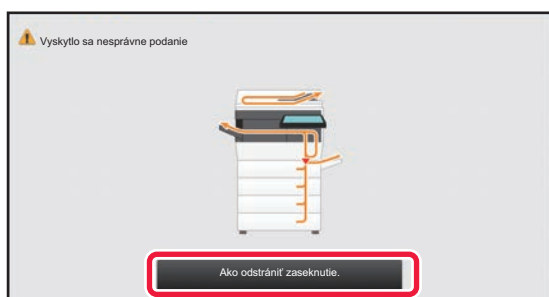 Vyskytlo sa nesprávne podanie
Ako odstrániť zaseknutie.